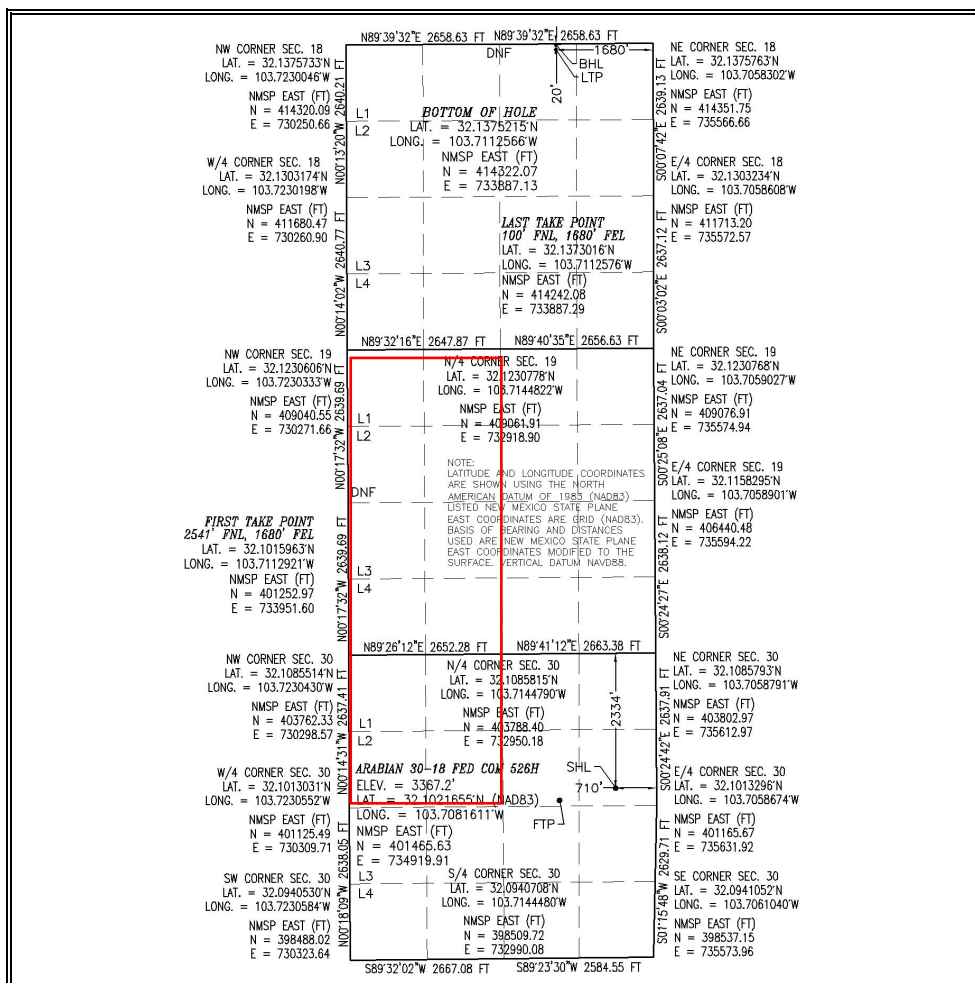 N89°39'32"E 2658.63 FT
N89°39'32"E 2658.63 FT
NW CORNER SEC. 18
LAT. = 32.1375733'N
LONG. = 103.7230046'W
NMSP EAST (FT)
N = 414320.09
E = 730250.66
DNF
1680'
BHL
LTP
20'
NE CORNER SEC. 18
LAT. = 32.1375763'N
LONG. = 103.7058302'W
NMSP EAST (FT)
N = 414351.75
E = 735566.66
N00°13'20"W 2640.21 FT
S00°07'42"E 2639.13 FT
L1
L2
BOTTOM OF HOLE
LAT. = 32.1375215'N
LONG. = 103.7112566'W
NMSP EAST (FT)
N = 414322.07
E = 733887.13
W/4 CORNER SEC. 18
LAT. = 32.1303174'N
LONG. = 103.7230198'W
NMSP EAST (FT)
N = 411680.47
E = 730260.90
E/4 CORNER SEC. 18
LAT. = 32.1303234'N
LONG. = 103.7058608'W
NMSP EAST (FT)
N = 411713.20
E = 735572.57
N00°14'02"W 2640.77 FT
S00°03'02"E 2637.12 FT
LAST TAKE POINT
100' FNL, 1680' FEL
LAT. = 32.1373016'N
LONG. = 103.7112576'W
NMSP EAST (FT)
N = 414242.08
E = 733887.29
L3
L4
N89°32'16"E 2647.87 FT
N89°40'35"E 2656.63 FT
NW CORNER SEC. 19
LAT. = 32.1230606'N
LONG. = 103.7230333'W
NMSP EAST (FT)
N = 409040.55
E = 730271.66
N/4 CORNER SEC. 19
LAT. = 32.1230778'N
LONG. = 103.7144822'W
NMSP EAST (FT)
N = 409061.91
E = 732918.90
NE CORNER SEC. 19
LAT. = 32.1230768'N
LONG. = 103.7059027'W
NMSP EAST (FT)
N = 409076.91
E = 735574.94
N00°17'32"W 2639.69 FT
S00°25'08"E 2637.04 FT
L1
L2
NOTE:
LATITUDE AND LONGITUDE COORDINATES
ARE SHOWN USING THE NORTH
AMERICAN DATUM OF 1983 (NAD83)
LISTED NEW MEXICO STATE PLANE
EAST COORDINATES ARE GRID (NAD83).
BASIS OF BEARING AND DISTANCES
USED ARE NEW MEXICO STATE PLANE
EAST COORDINATES MODIFIED TO THE
SURFACE. VERTICAL DATUM NAVD88.
DNF
E/4 CORNER SEC. 19
LAT. = 32.1158295'N
LONG. = 103.7058901'W
NMSP EAST (FT)
N = 406440.48
E = 735594.22
FIRST TAKE POINT
2541' FNL, 1680' FEL
LAT. = 32.1015963'N
LONG. = 103.7112921'W
NMSP EAST (FT)
N = 401252.97
E = 733951.60
N00°17'32"W 2639.69 FT
S00°24'27"E 2638.12 FT
L3
L4
N89°26'12"E 2652.28 FT
N89°41'12"E 2663.38 FT
NW CORNER SEC. 30
LAT. = 32.1085514'N
LONG. = 103.7230430'W
NMSP EAST (FT)
N = 403762.33
E = 730298.57
N/4 CORNER SEC. 30
LAT. = 32.1085815'N
LONG. = 103.7144790'W
NMSP EAST (FT)
N = 403788.40
E = 732950.18
NE CORNER SEC. 30
LAT. = 32.1085793'N
LONG. = 103.7058791'W
NMSP EAST (FT)
N = 403802.97
E = 735612.97
N00°14'31"W 2637.41 FT
S00°24'42"E 2637.91 FT
2334'
L1
L2
SHL
710'
FTP
ARABIAN 30-18 FED COM 526H
ELEV. = 3367.2'
LAT. = 32.1021655'N (NAD83)
LONG. = 103.7081611'W
NMSP EAST (FT)
N = 401465.63
E = 734919.91
W/4 CORNER SEC. 30
LAT. = 32.1013031'N
LONG. = 103.7230552'W
NMSP EAST (FT)
N = 401125.49
E = 730309.71
E/4 CORNER SEC. 30
LAT. = 32.1013296'N
LONG. = 103.7058674'W
NMSP EAST (FT)
N = 401165.67
E = 735631.92
N00°18'09"W 2638.05 FT
S01°15'48"W 2629.71 FT
L3
L4
SW CORNER SEC. 30
LAT. = 32.0940530'N
LONG. = 103.7230584'W
NMSP EAST (FT)
N = 398488.02
E = 730323.64
S/4 CORNER SEC. 30
LAT. = 32.0940708'N
LONG. = 103.7144480'W
NMSP EAST (FT)
N = 398509.72
E = 732990.08
SE CORNER SEC. 30
LAT. = 32.0941052'N
LONG. = 103.7061040'W
NMSP EAST (FT)
N = 398537.15
E = 735573.96
S89°32'02"W 2667.08 FT
S89°23'30"W 2584.55 FT